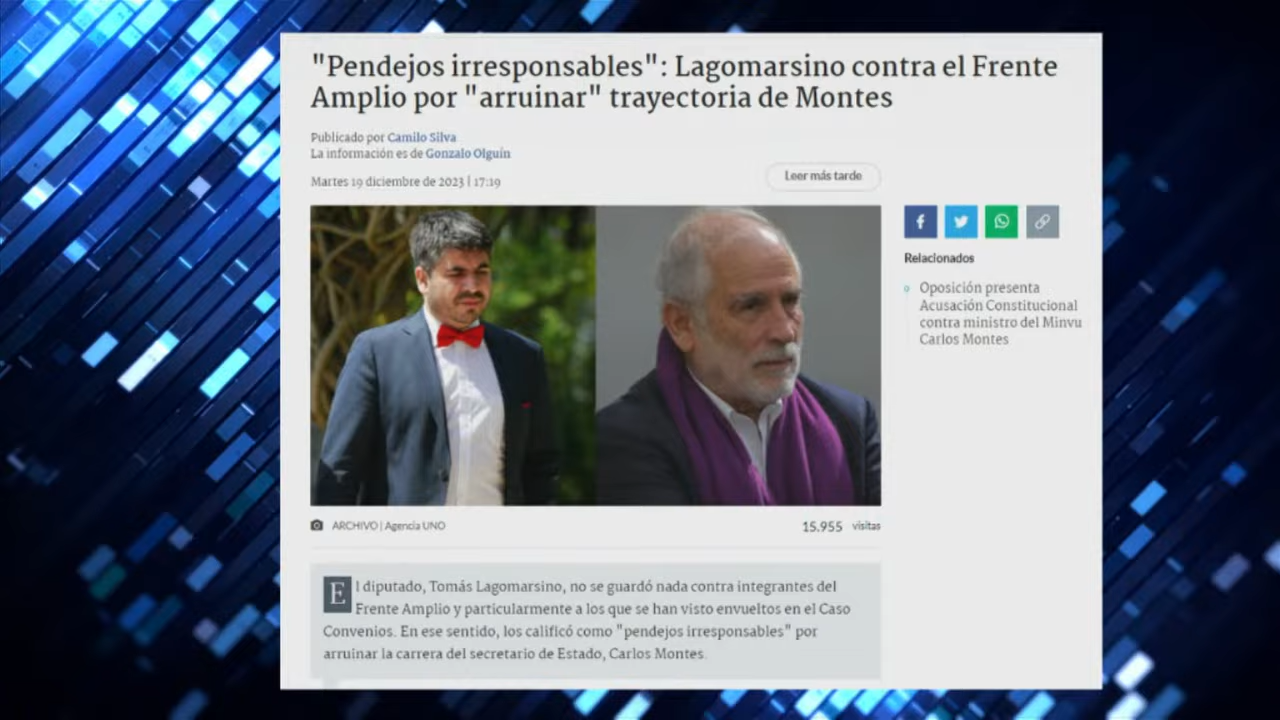 "Pendejos irresponsables": Lagomarsino contra el Frente
Amplio por "arruinar" trayectoria de Montes
Publicado por Camilo Silva
La información es de Gonzalo Olguín
Martes 19 diciembre de 2023 | 17:19
Leer más tarde
Relacionados
Oposición presenta
Acusación Constitucional
contra ministro del Minvu
Carlos Montes
ARCHIVO | Agencia UNO
15.955 visitas
El diputado, Tomás Lagomarsino, no se guardó nada contra integrantes del
Frente Amplio y particularmente a los que se han visto envueltos en el Caso
Convenios. En ese sentido, los calificó como "pendejos irresponsables" por
arruinar la carrera del secretario de Estado, Carlos Montes.